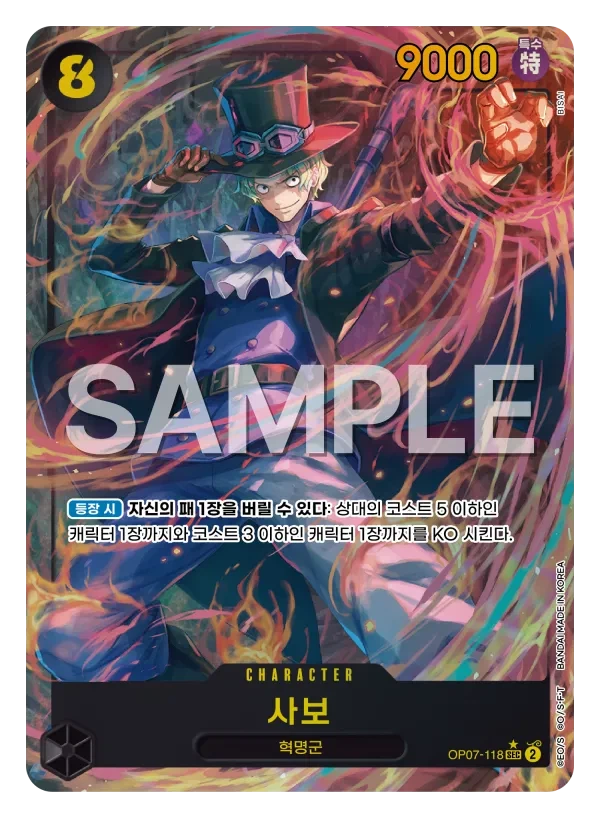 8
9000
특수
特
BISAI
SAMPLE
등장 시 자신의 패 1장을 버릴 수 있다: 상대의 코스트 5 이하인
캐릭터 1장까지와 코스트 3 이하인 캐릭터 1장까지를 KO 시킨다.
CHARACTER
사보
혁명군
OP07-118 SEC 2
©EO/S ©O/S·F·T BANDAI MADE IN KOREA